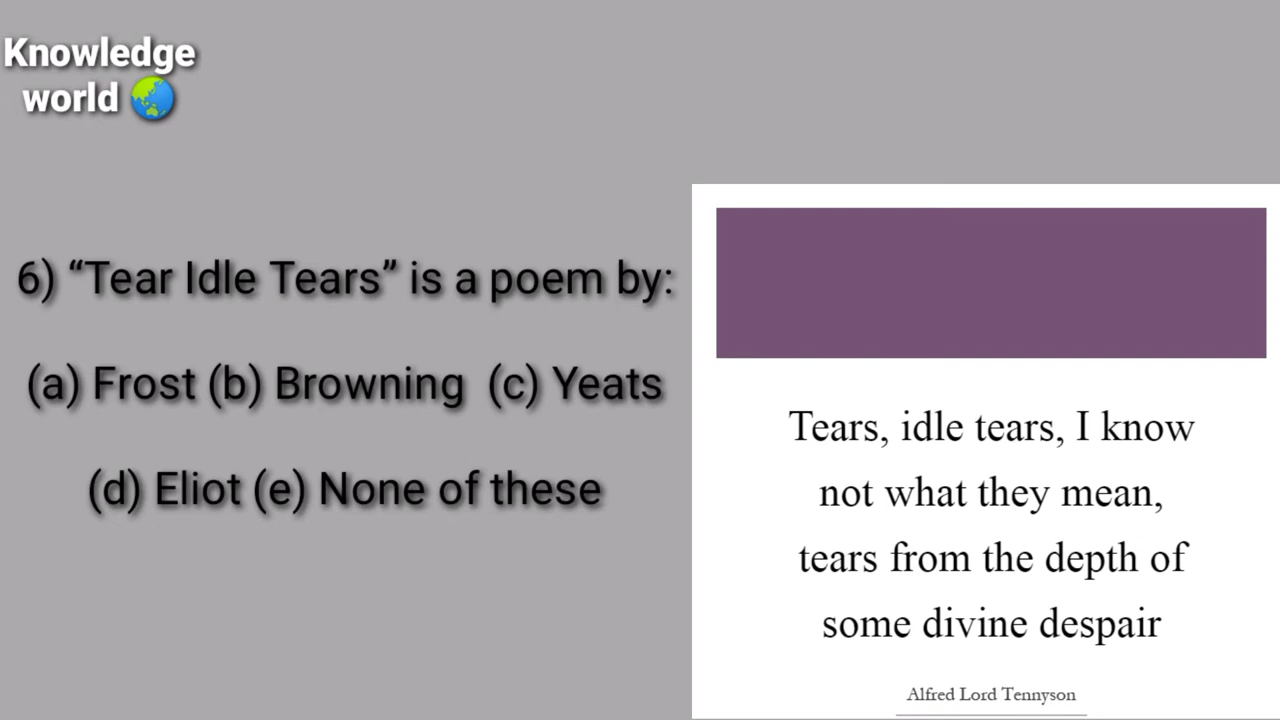 Knowledge
world 🌏
6) “Tear Idle Tears” is a poem by:
(a) Frost (b) Browning (c) Yeats
(d) Eliot (e) None of these
Tears, idle tears, I know
not what they mean,
tears from the depth of
some divine despair
Alfred Lord Tennyson